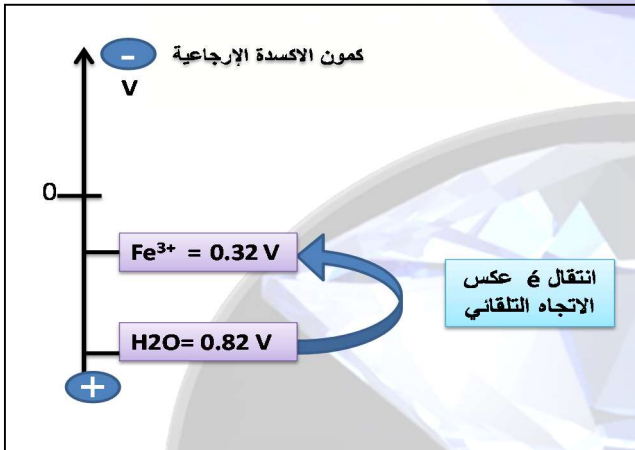 كمون الاكسدة الإرجاعية
–
V
0
Fe³⁺ = 0.32 V
انتقال é عكس
الاتجاه التلقائي
H2O= 0.82 V
+